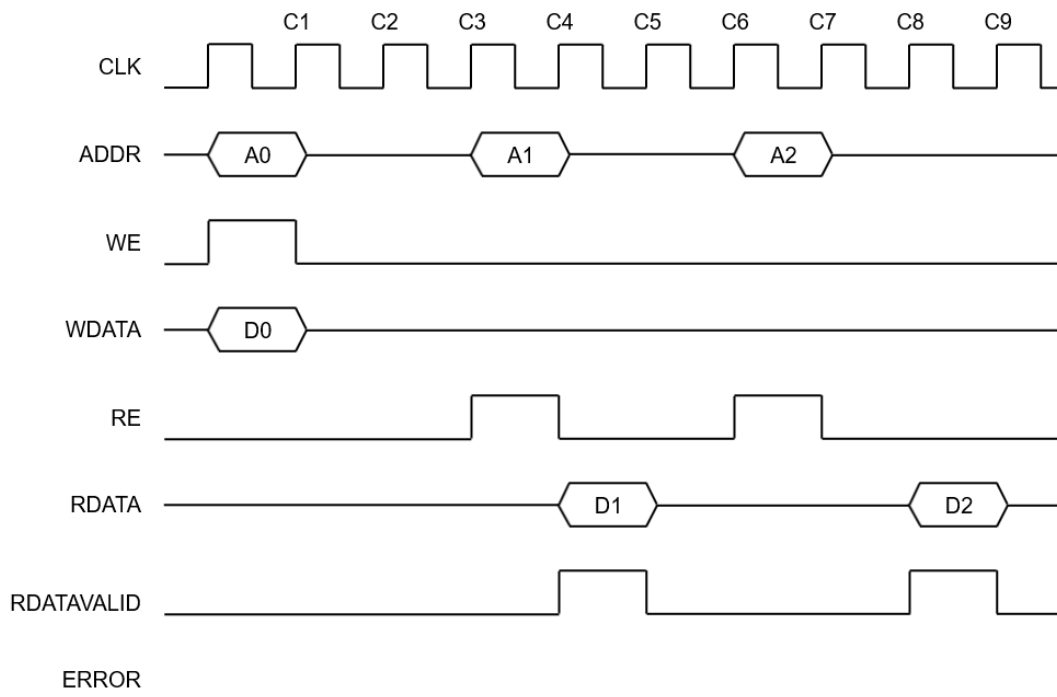 C1 C2 C3 C4 C5 C6 C7 C8 C9
CLK
ADDR A0 A1 A2
WE
WDATA D0
RE
RDATA D1 D2
RDATAVALID
ERROR